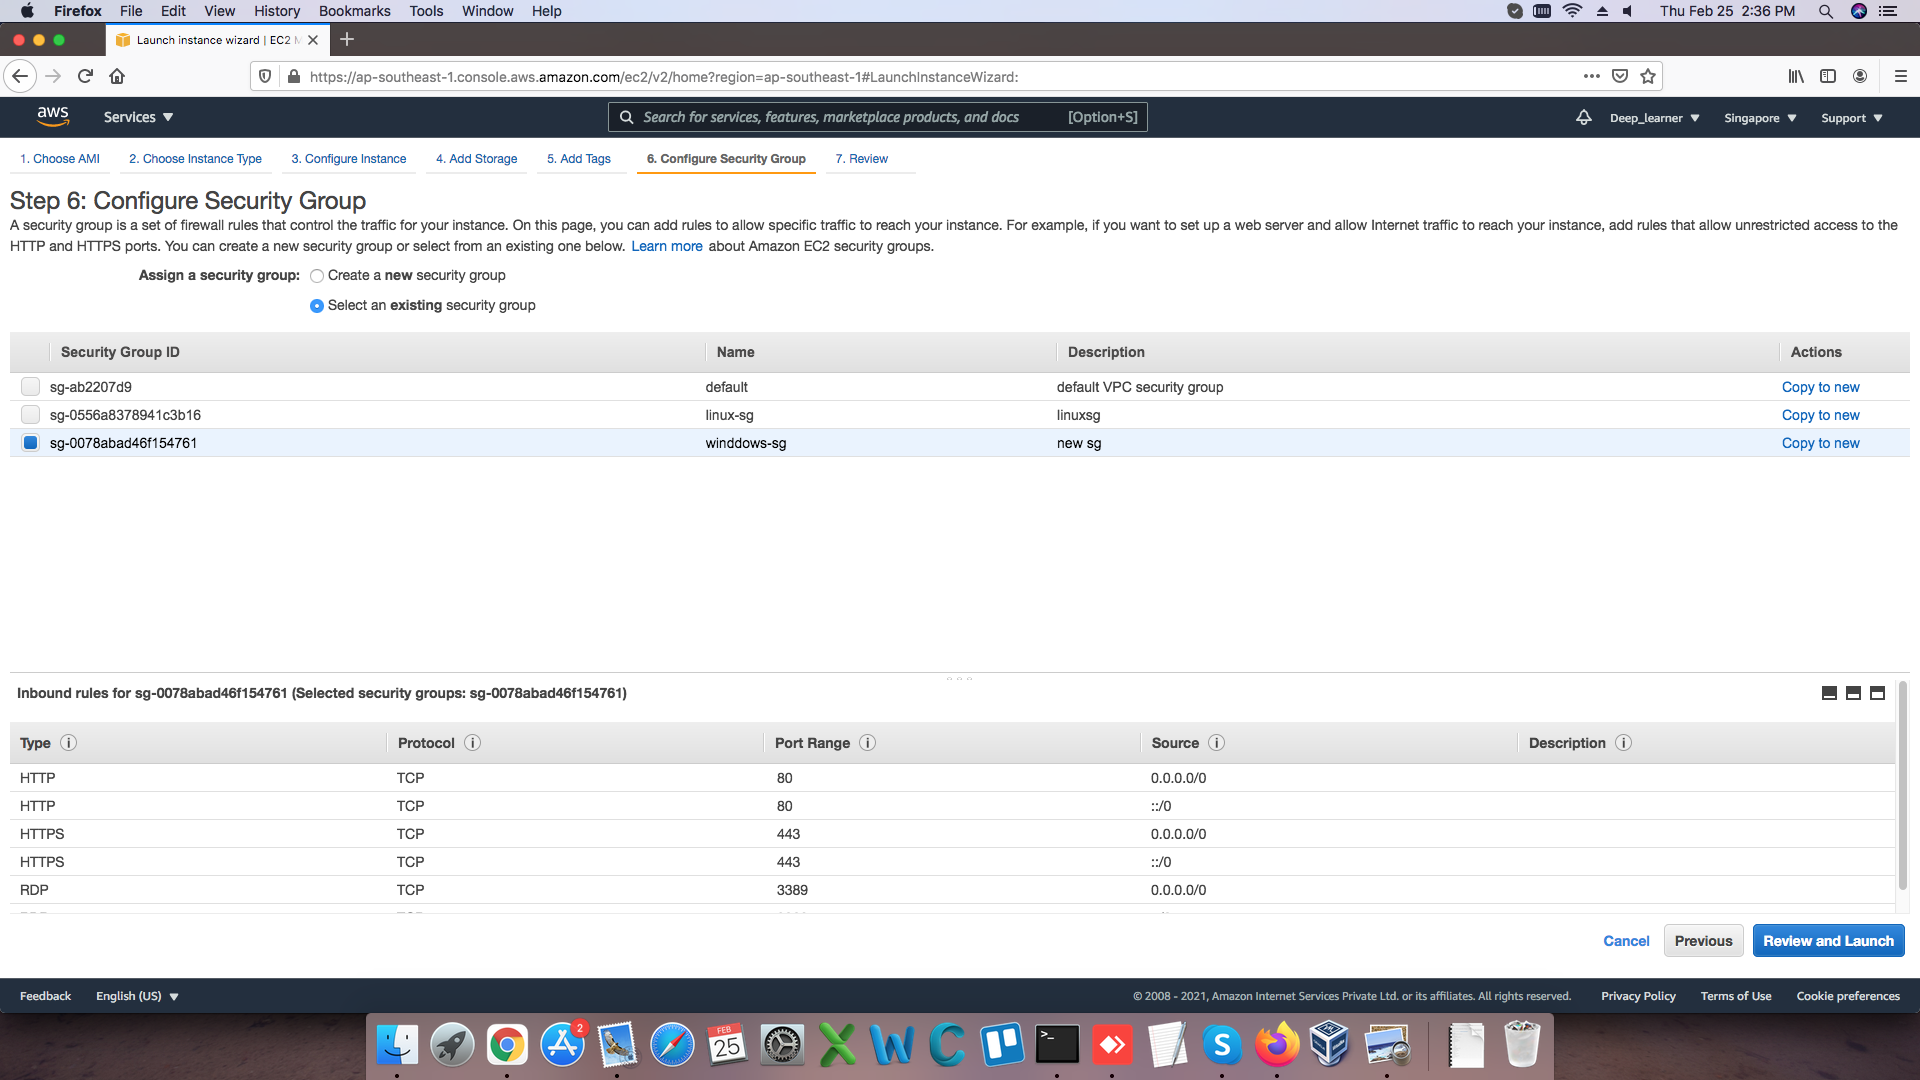 Firefox File Edit View History Bookmarks Tools Window Help Thu Feb 25 2:36 PM
Launch instance wizard | EC2 M
https://ap-southeast-1.console.aws.amazon.com/ec2/v2/home?region=ap-southeast-1#LaunchInstanceWizard:
aws Services Search for services, features, marketplace products, and docs [Option+S] Deep_learner Singapore Support
1. Choose AMI 2. Choose Instance Type 3. Configure Instance 4. Add Storage 5. Add Tags 6. Configure Security Group 7. Review
Step 6: Configure Security Group
A security group is a set of firewall rules that control the traffic for your instance. On this page, you can add rules to allow specific traffic to reach your instance. For example, if you want to set up a web server and allow Internet traffic to reach your instance, add rules that allow unrestricted access to the
HTTP and HTTPS ports. You can create a new security group or select from an existing one below. Learn more about Amazon EC2 security groups.
Assign a security group: Create a new security group
Select an existing security group
Security Group ID Name Description Actions
sg-ab2207d9 default default VPC security group Copy to new
sg-0556a8378941c3b16 linux-sg linuxsg Copy to new
sg-0078abad46f154761 winddows-sg new sg Copy to new
Inbound rules for sg-0078abad46f154761 (Selected security groups: sg-0078abad46f154761)
Type i Protocol i Port Range i Source i Description i
HTTP TCP 80 0.0.0.0/0
HTTP TCP 80 ::/0
HTTPS TCP 443 0.0.0.0/0
HTTPS TCP 443 ::/0
RDP TCP 3389 0.0.0.0/0
Cancel Previous Review and Launch
Feedback English (US) © 2008 - 2021, Amazon Internet Services Private Ltd. or its affiliates. All rights reserved. Privacy Policy Terms of Use Cookie preferences
2
FEB
25